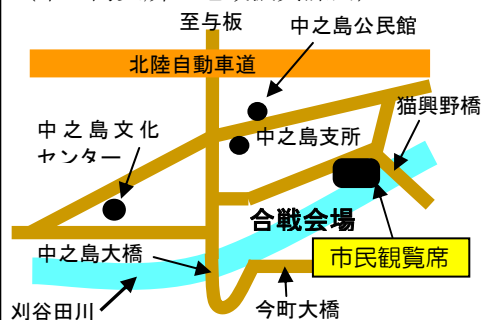 至与板
中之島公民館
北陸自動車道
猫興野橋
中之島文化
センター
中之島支所
合戦会場
中之島大橋
市民観覧席
刈谷田川
今町大橋